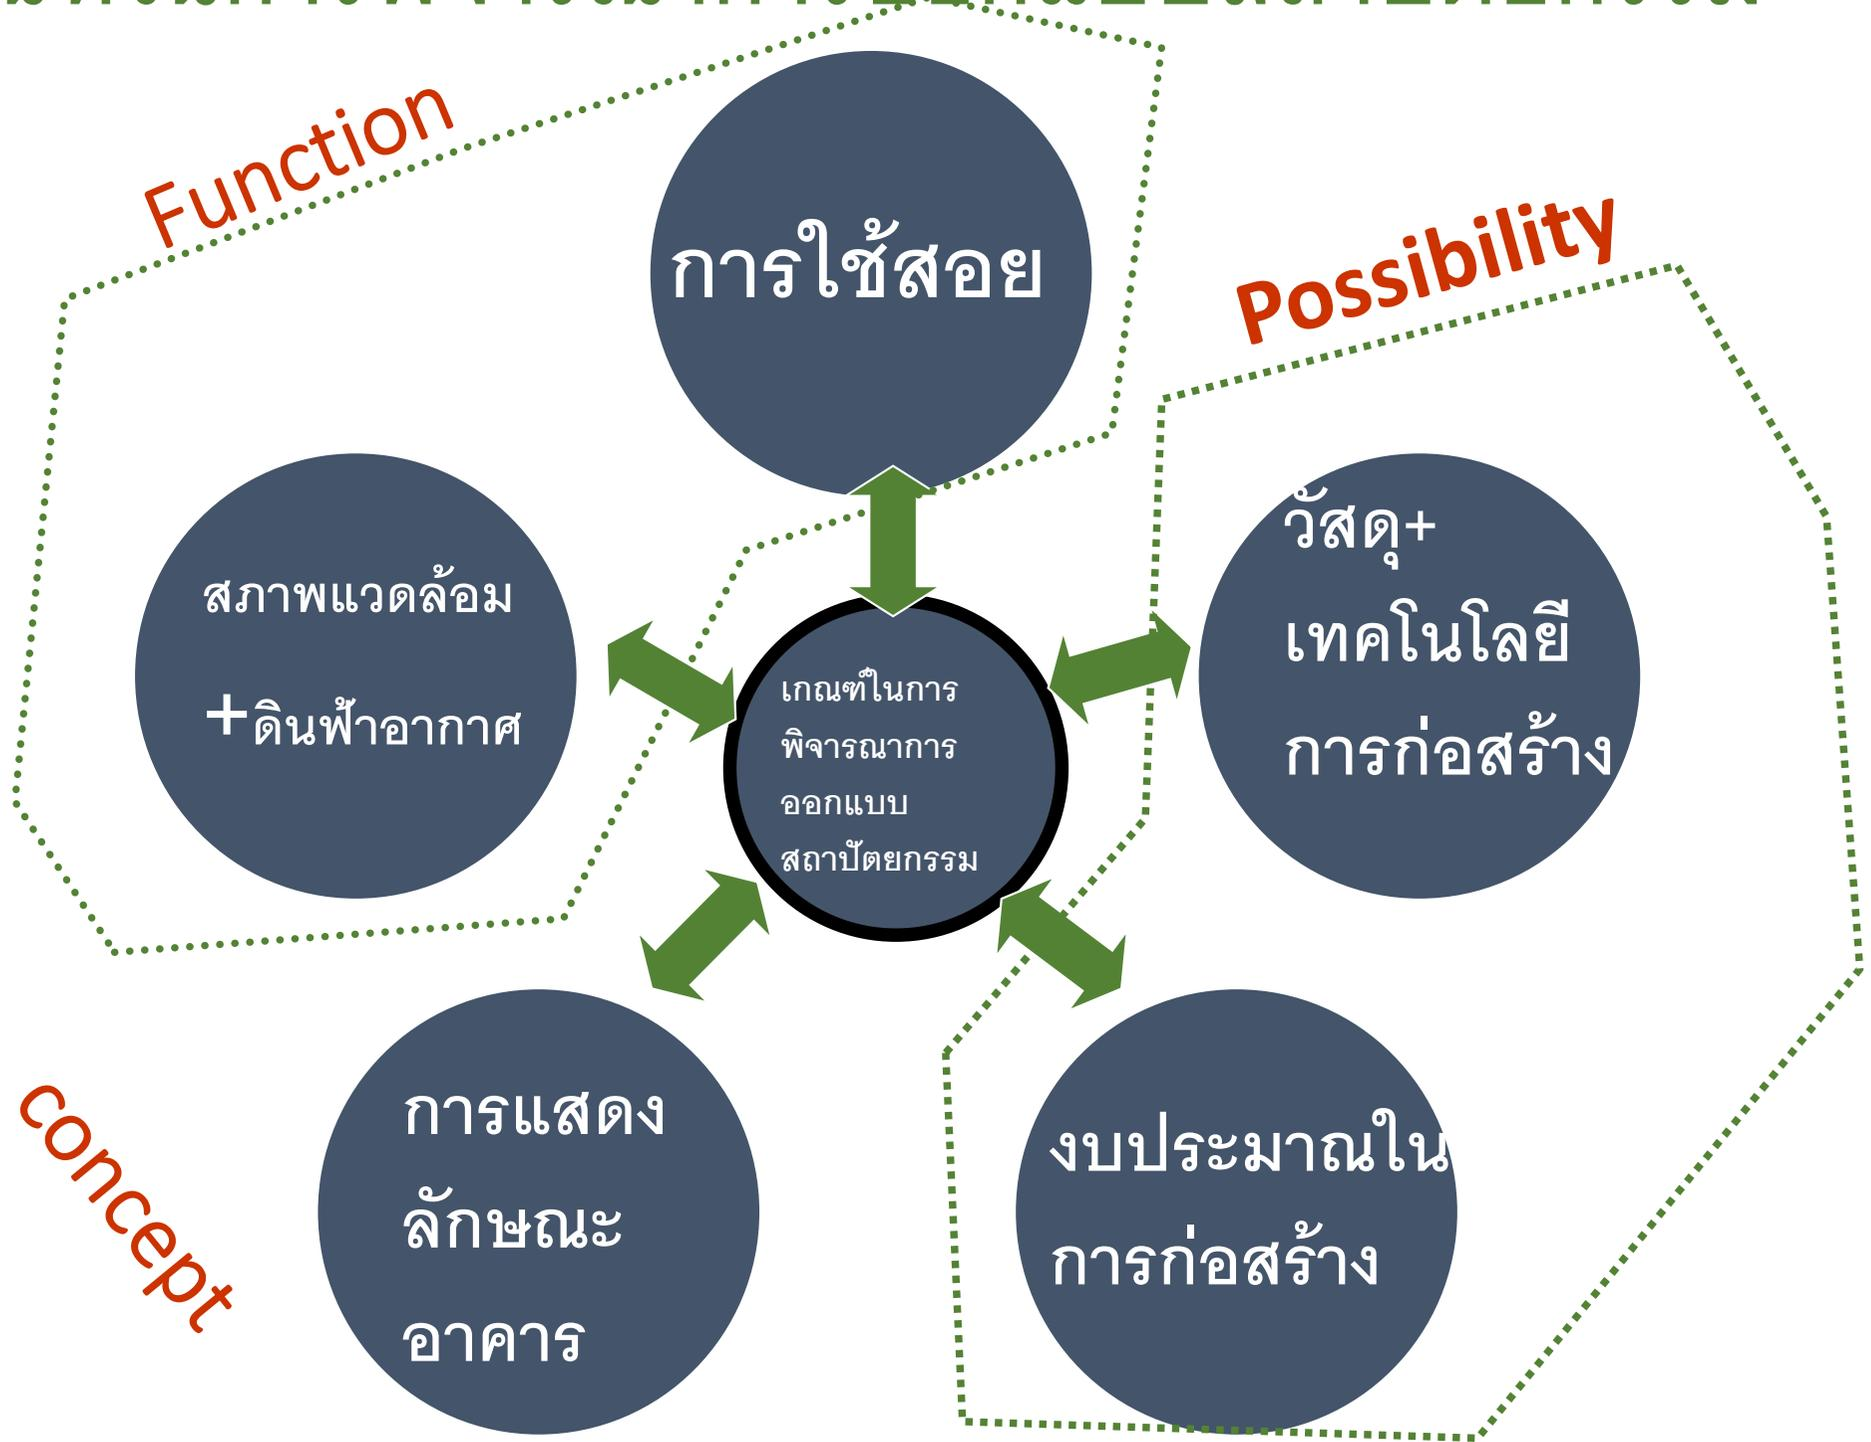 Function
การใช้สอย
Possibility
สภาพแวดล้อม
+ดินฟ้าอากาศ
เกณฑ์ในการ
พิจารณาการ
ออกแบบ
สถาปัตยกรรม
วัสดุ+
เทคโนโลยี
การก่อสร้าง
concept
การแสดง
ลักษณะ
อาคาร
งบประมาณใน
การก่อสร้าง